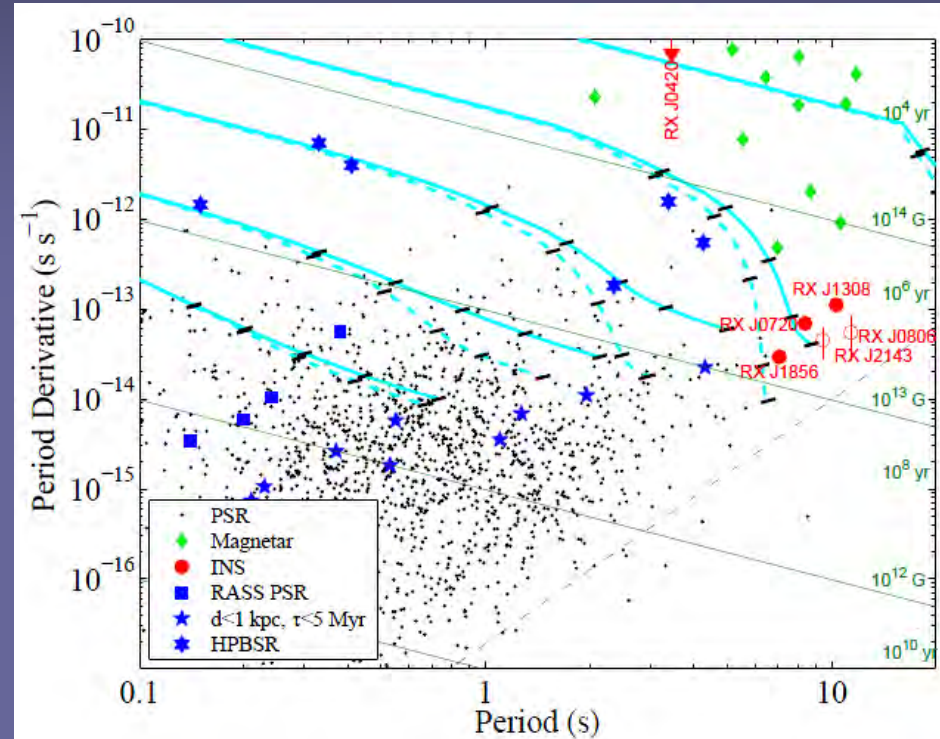 10⁻¹⁰
10⁻¹¹
10⁻¹²
10⁻¹³
10⁻¹⁴
10⁻¹⁵
10⁻¹⁶
Period Derivative (s s⁻¹)
RX J0420
10⁴ yr
10¹⁴ G
10⁶ yr
RX J1308
RX J0720
RX J0806
RX J2143
RX J1856
10¹³ G
10⁸ yr
10¹² G
10¹⁰ yr
PSR
Magnetar
INS
RASS PSR
d<1 kpc, τ<5 Myr
HPBSR
0.1
1
10
Period (s)